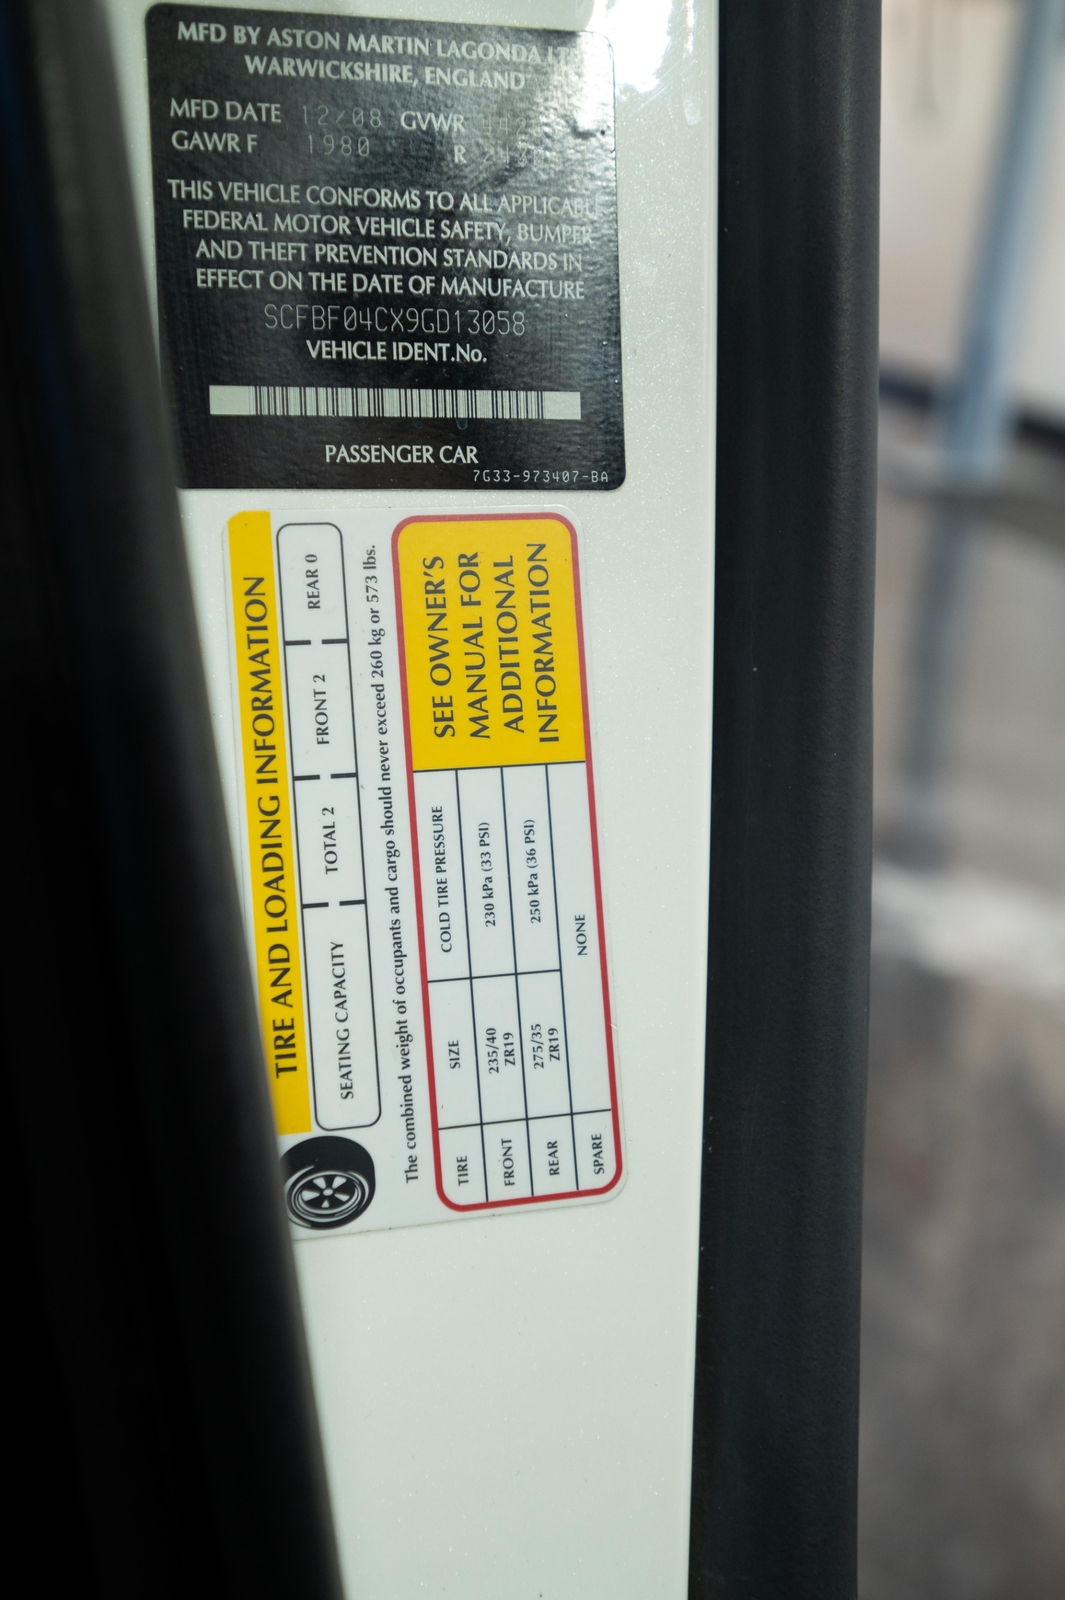 MFD BY ASTON MARTIN LAGONDA
WARWICKSHIRE, ENGLAND
MFD DATE 12/08 GVWR
GAWR F 1980 R
THIS VEHICLE CONFORMS TO ALL APPLICABLE
FEDERAL MOTOR VEHICLE SAFETY, BUMPER
AND THEFT PREVENTION STANDARDS IN
EFFECT ON THE DATE OF MANUFACTURE
SCFBF04CX9GD13058
VEHICLE IDENT.No.
PASSENGER CAR
7G33-973407-BA
TIRE AND LOADING INFORMATION
SEATING CAPACITY TOTAL 2 FRONT 2 REAR 0
The combined weight of occupants and cargo should never exceed 260 kg or 573 lbs.
TIRE SIZE COLD TIRE PRESSURE
FRONT 235/40 ZR19 230 kPa (33 PSI)
REAR 275/35 ZR19 250 kPa (36 PSI)
SPARE NONE
SEE OWNER'S
MANUAL FOR
ADDITIONAL
INFORMATION